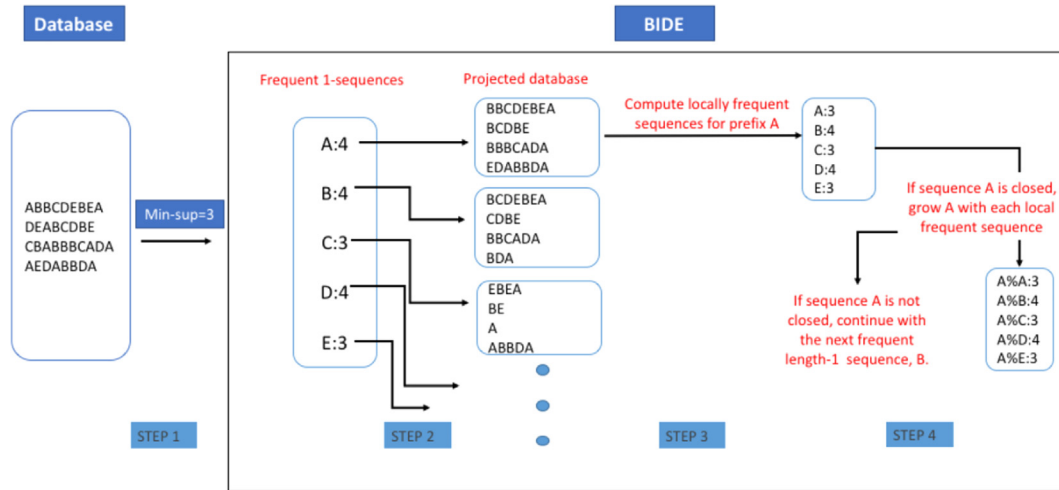 Database
BIDE
ABBCDEBEA
DEABCDBE
CBABBBCADA
AEDABBDA
Min-sup=3
STEP 1
Frequent 1-sequences
A:4
B:4
C:3
D:4
E:3
STEP 2
Projected database
BBCDEBEA
BCDBE
BBBCADA
EDABBDA
BCDEBEA
CDBE
BBCADA
BDA
EBEA
BE
A
ABBDA
Compute locally frequent
sequences for prefix A
STEP 3
A:3
B:4
C:3
D:4
E:3
If sequence A is closed,
grow A with each local
frequent sequence
If sequence A is not
closed, continue with
the next frequent
length-1 sequence, B.
A%A:3
A%B:4
A%C:3
A%D:4
A%E:3
STEP 4